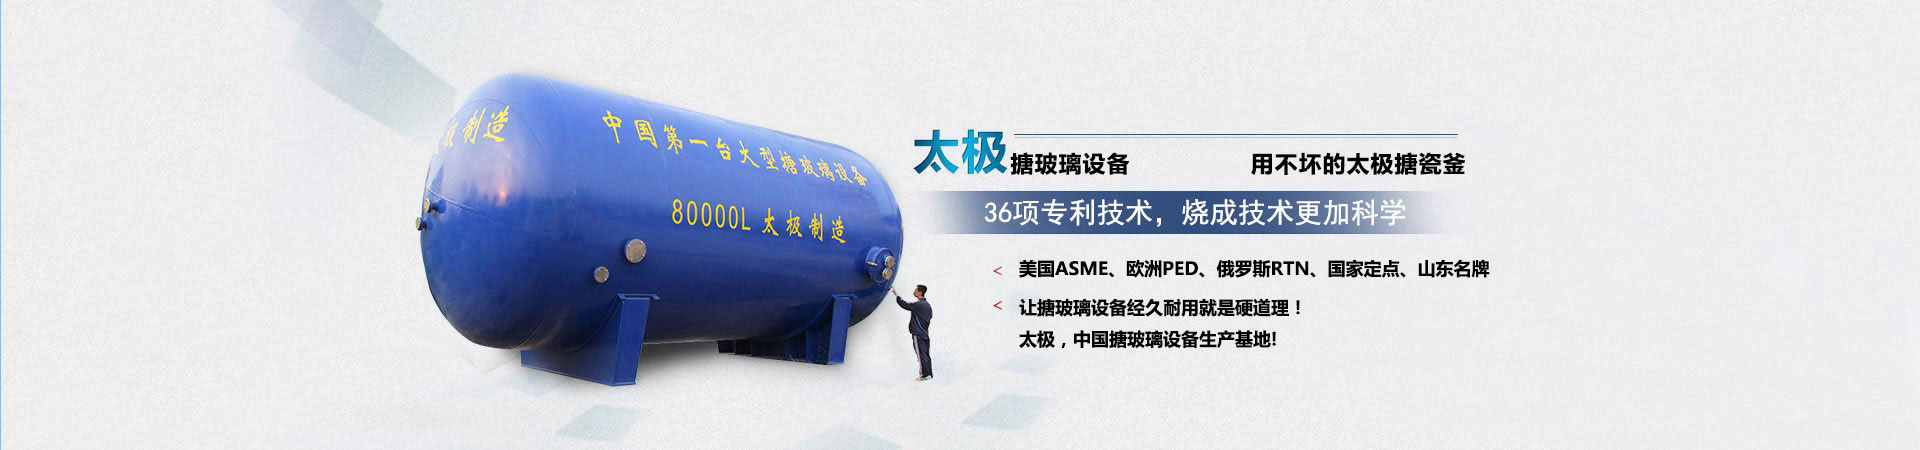 极制造
中国第一台大型搪玻璃设备
80000L 太极制造
太极搪玻璃设备 用不坏的太极搪瓷釜
36项专利技术，烧成技术更加科学
< 美国ASME、欧洲PED、俄罗斯RTN、国家定点、山东名牌
< 让搪玻璃设备经久耐用就是硬道理！
太极，中国搪玻璃设备生产基地!